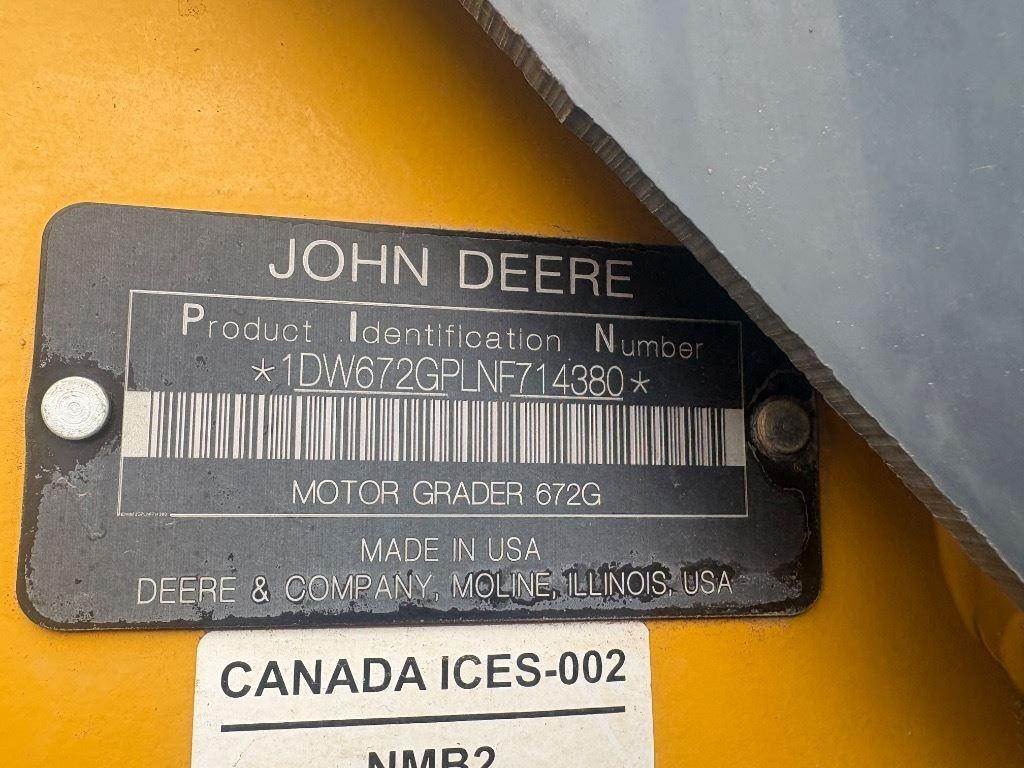 JOHN DEERE
Product Identification Number
*1DW672GPLNF714380*
MOTOR GRADER 672G
MADE IN USA
DEERE & COMPANY, MOLINE, ILLINOIS, USA
CANADA ICES-002
NMB2